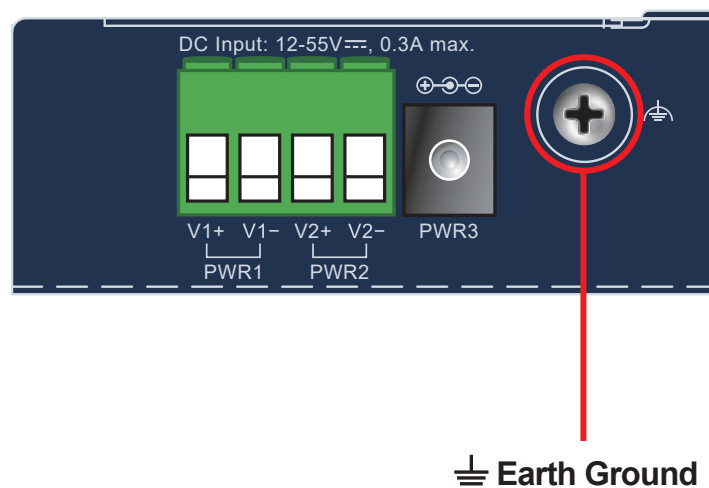 DC Input: 12-55V⎓, 0.3A max.
V1+ V1− V2+ V2−
PWR3
PWR1 PWR2
Earth Ground